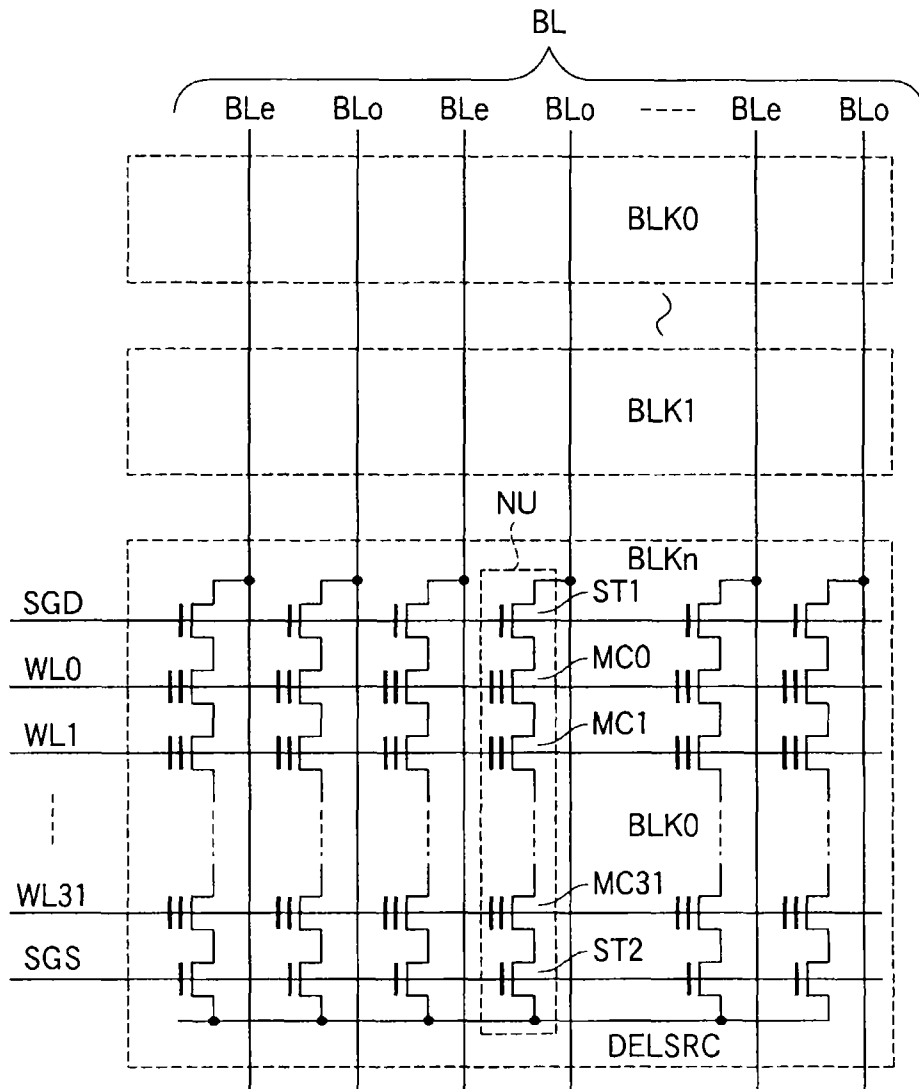 BL
BLe BLo BLe BLo BLe BLo
BLK0
BLK1
NU
BLKn
SGD ST1
WL0 MC0
WL1 MC1
BLK0
WL31 MC31
SGS ST2
DELSRC